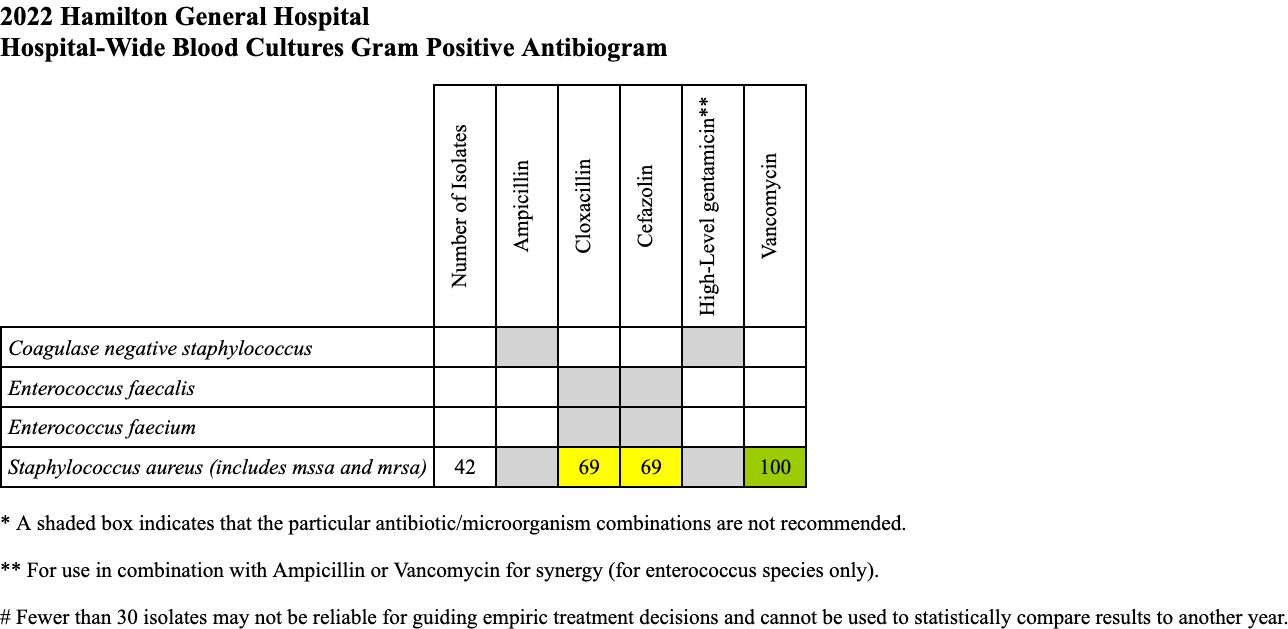 2022 Hamilton General Hospital
Hospital-Wide Blood Cultures Gram Positive Antibiogram
Number of Isolates
Ampicillin
Cloxacillin
Cefazolin
High-Level gentamicin**
Vancomycin
Coagulase negative staphylococcus
Enterococcus faecalis
Enterococcus faecium
Staphylococcus aureus (includes mssa and mrsa) 42 69 69 100
* A shaded box indicates that the particular antibiotic/microorganism combinations are not recommended.
** For use in combination with Ampicillin or Vancomycin for synergy (for enterococcus species only).
# Fewer than 30 isolates may not be reliable for guiding empiric treatment decisions and cannot be used to statistically compare results to another year.